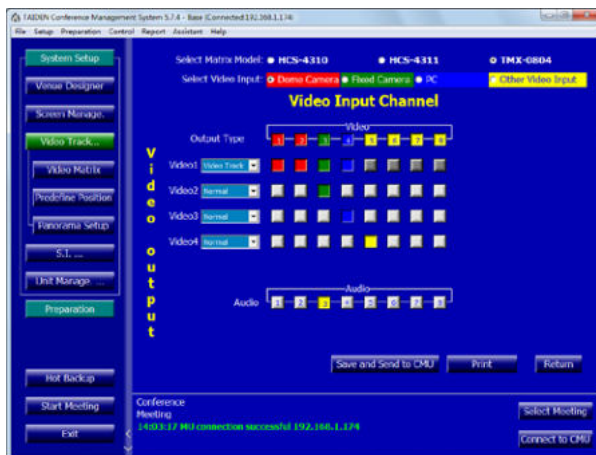 TAIDEN Conference Management System 5.7.4 - Base (Connected:192.168.1.174)
File Setup Preparation Control Report Assistant Help
System Setup
Venue Designer
Screen Manage.
Video Track...
Video Matrix
Predefine Position
Panorama Setup
S.I. ...
Unit Manage. ...
Preparation
Hot Backup
Start Meeting
Exit
Select Matrix Model: HCS-4310 HCS-4311 TMX-0804
Select Video Input: Dome Camera Fixed Camera PC Other Video Input
Video Input Channel
Video
Output Type 1 2 3 4 5 6 7 8
Video output
Video1 Video Track
Video2 Normal
Video3 Normal
Video4 Normal
Audio
Audio 1 2 3 4 5 6 7 8
Save and Send to CMU Print Return
Conference
Meeting
14:03:17 MU connection successful 192.168.1.174
Select Meeting
Connect to CMU